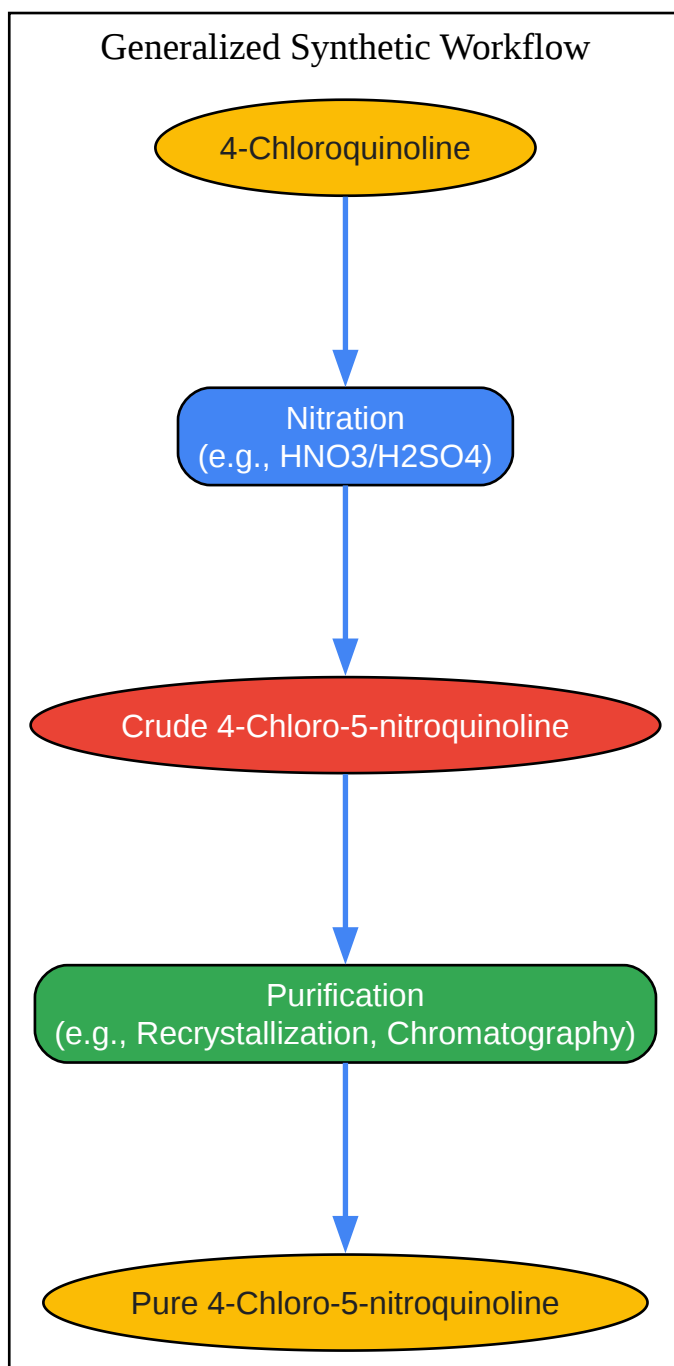 Generalized Synthetic Workflow
4-Chloroquinoline
Nitration
(e.g., HNO3/H2SO4)
Crude 4-Chloro-5-nitroquinoline
Purification
(e.g., Recrystallization, Chromatography)
Pure 4-Chloro-5-nitroquinoline